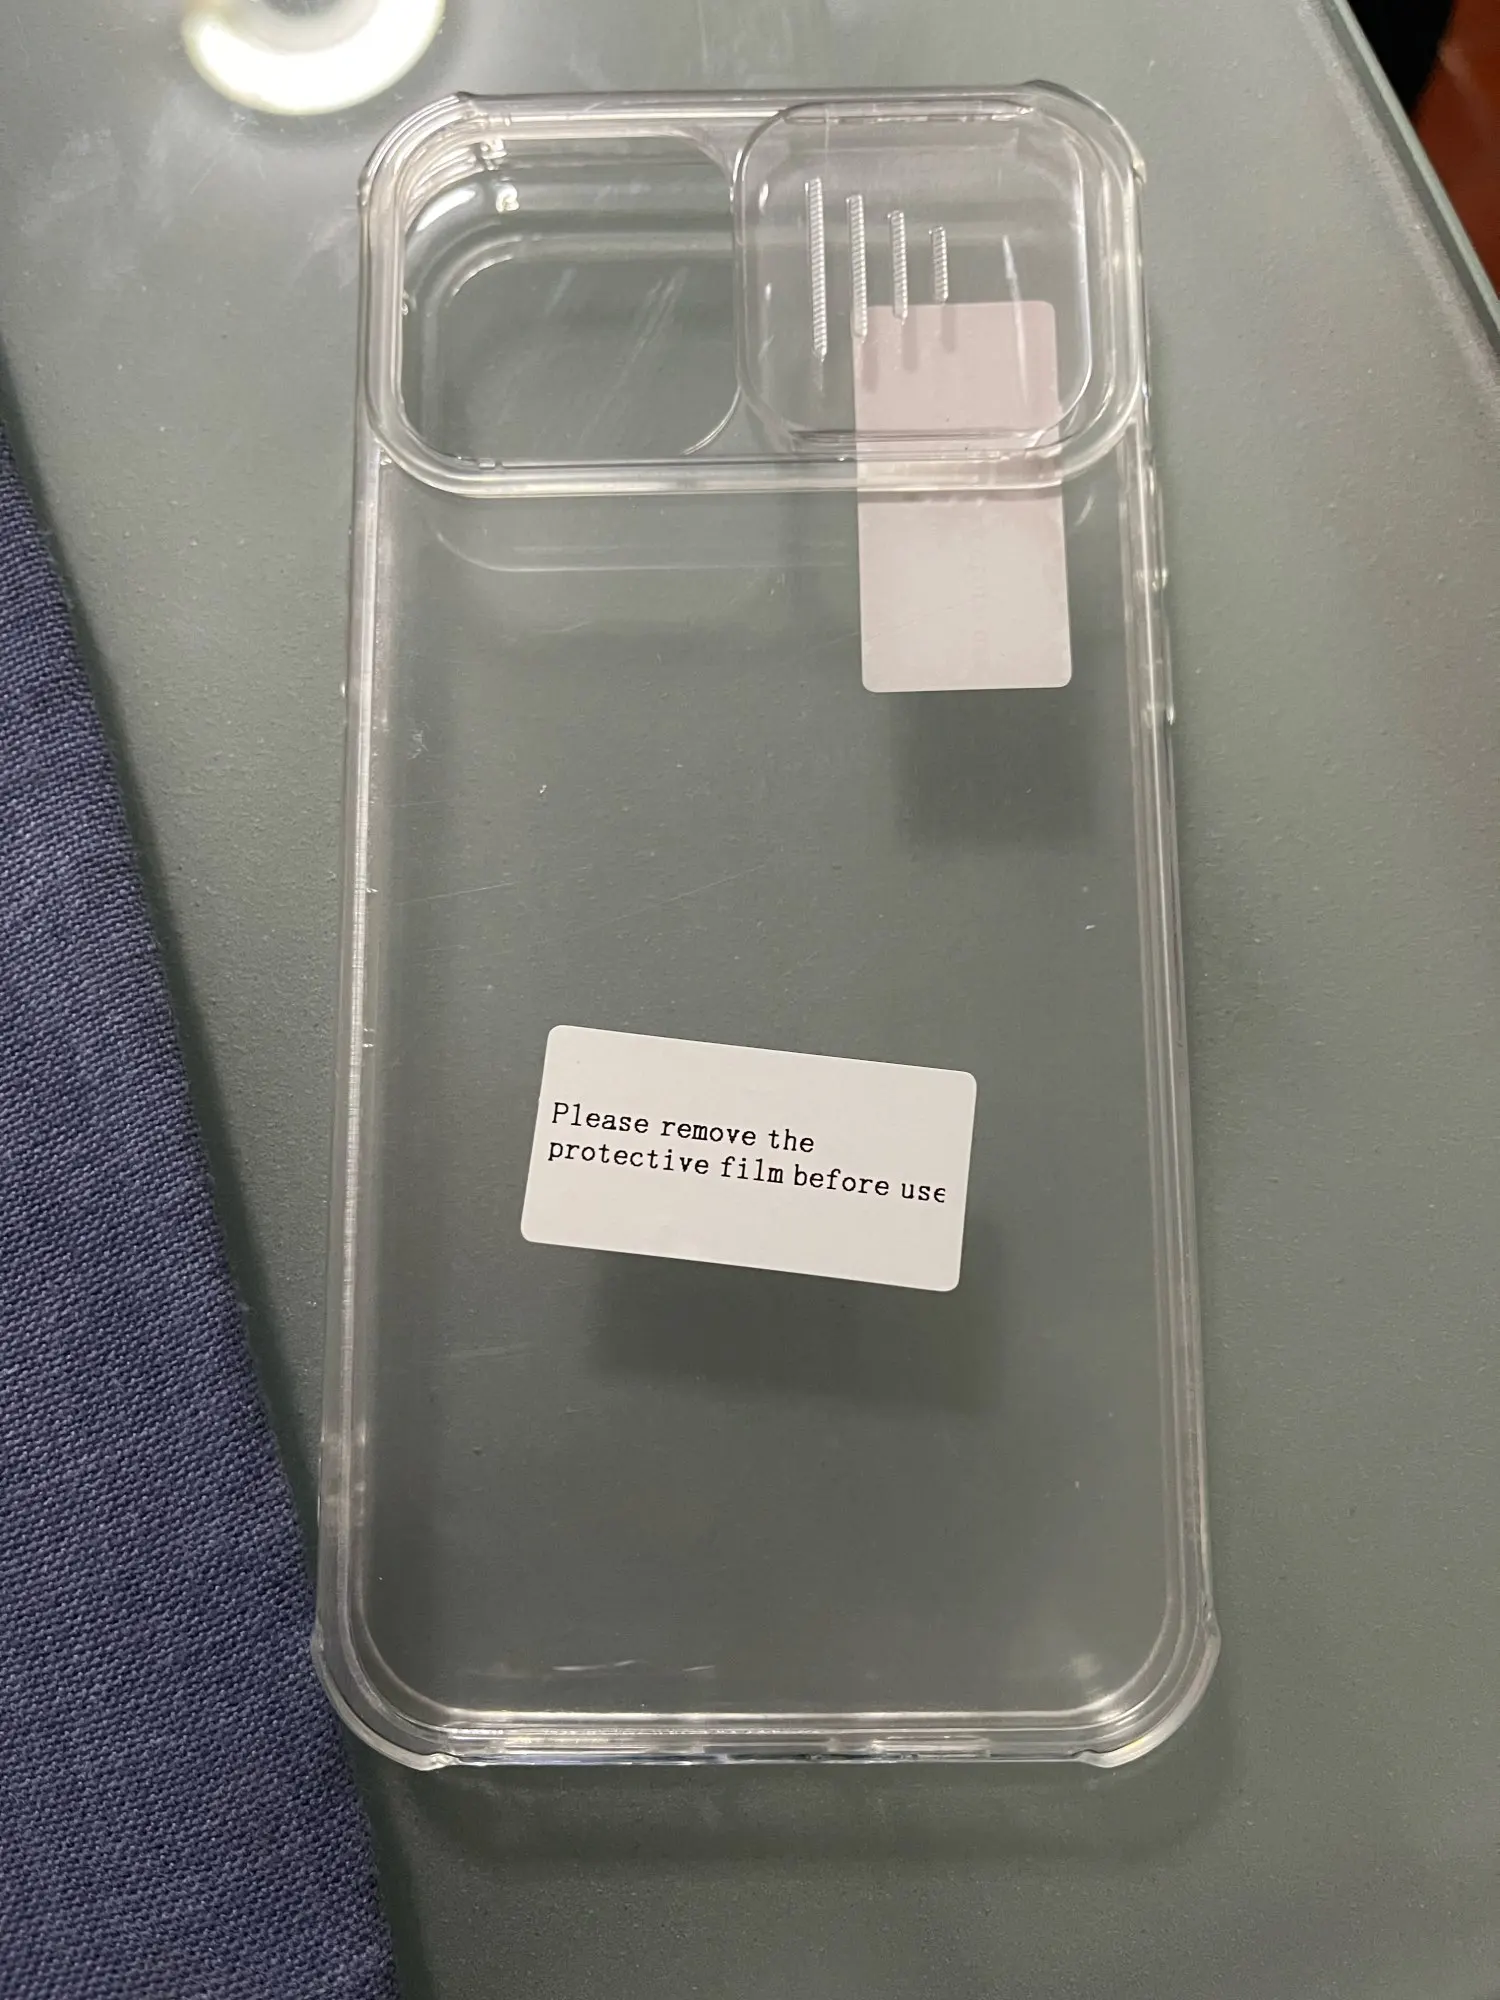 Please remove the
protective film before use